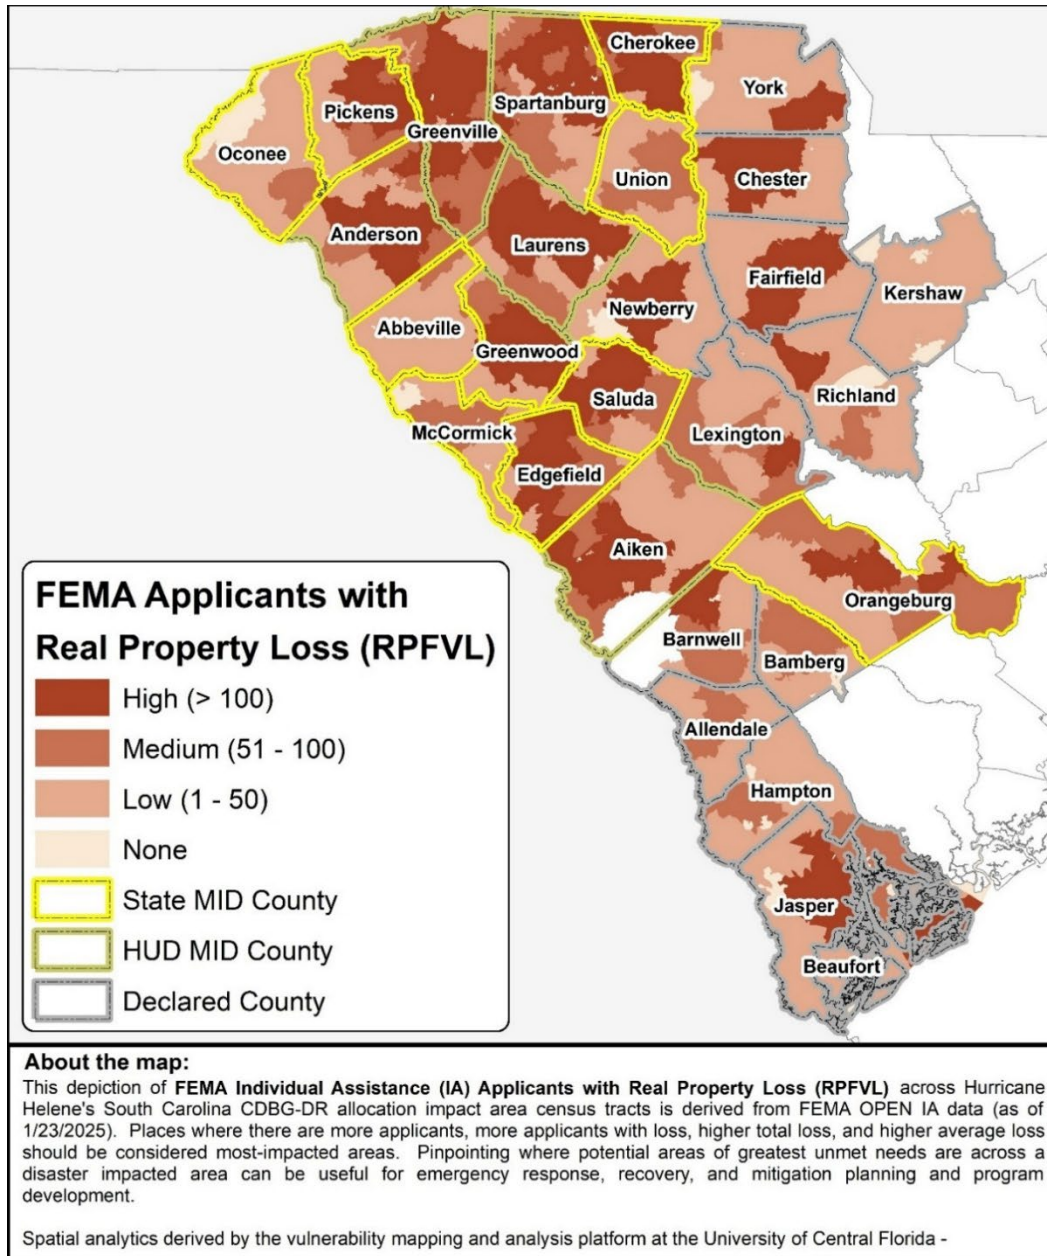 Cherokee
York
Pickens
Spartanburg
Greenville
Oconee
Union
Chester
Anderson
Laurens
Fairfield
Kershaw
Newberry
Abbeville
Greenwood
Saluda
Richland
McCormick
Lexington
Edgefield
Aiken
Orangeburg
Barnwell
Bamberg
Allendale
Hampton
Jasper
Beaufort
FEMA Applicants with
Real Property Loss (RPFVL)
High (> 100)
Medium (51 - 100)
Low (1 - 50)
None
State MID County
HUD MID County
Declared County
About the map:
This depiction of FEMA Individual Assistance (IA) Applicants with Real Property Loss (RPFVL) across Hurricane
Helene's South Carolina CDBG-DR allocation impact area census tracts is derived from FEMA OPEN IA data (as of
1/23/2025). Places where there are more applicants, more applicants with loss, higher total loss, and higher average loss
should be considered most-impacted areas. Pinpointing where potential areas of greatest unmet needs are across a
disaster impacted area can be useful for emergency response, recovery, and mitigation planning and program
development.
Spatial analytics derived by the vulnerability mapping and analysis platform at the University of Central Florida -